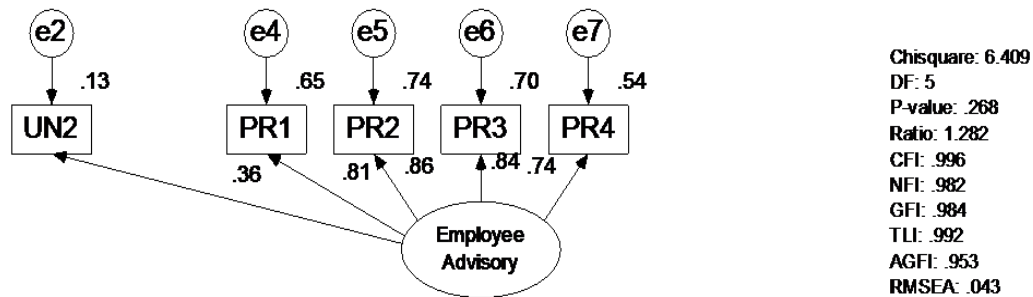 e2 e4 e5 e6 e7
.13 .65 .74 .70 .54
UN2 PR1 PR2 PR3 PR4
.36 .81 .86 .84 .74
Employee
Advisory
Chisquare: 6.409
DF: 5
P-value: .268
Ratio: 1.282
CFI: .996
NFI: .982
GFI: .984
TLI: .992
AGFI: .953
RMSEA: .043